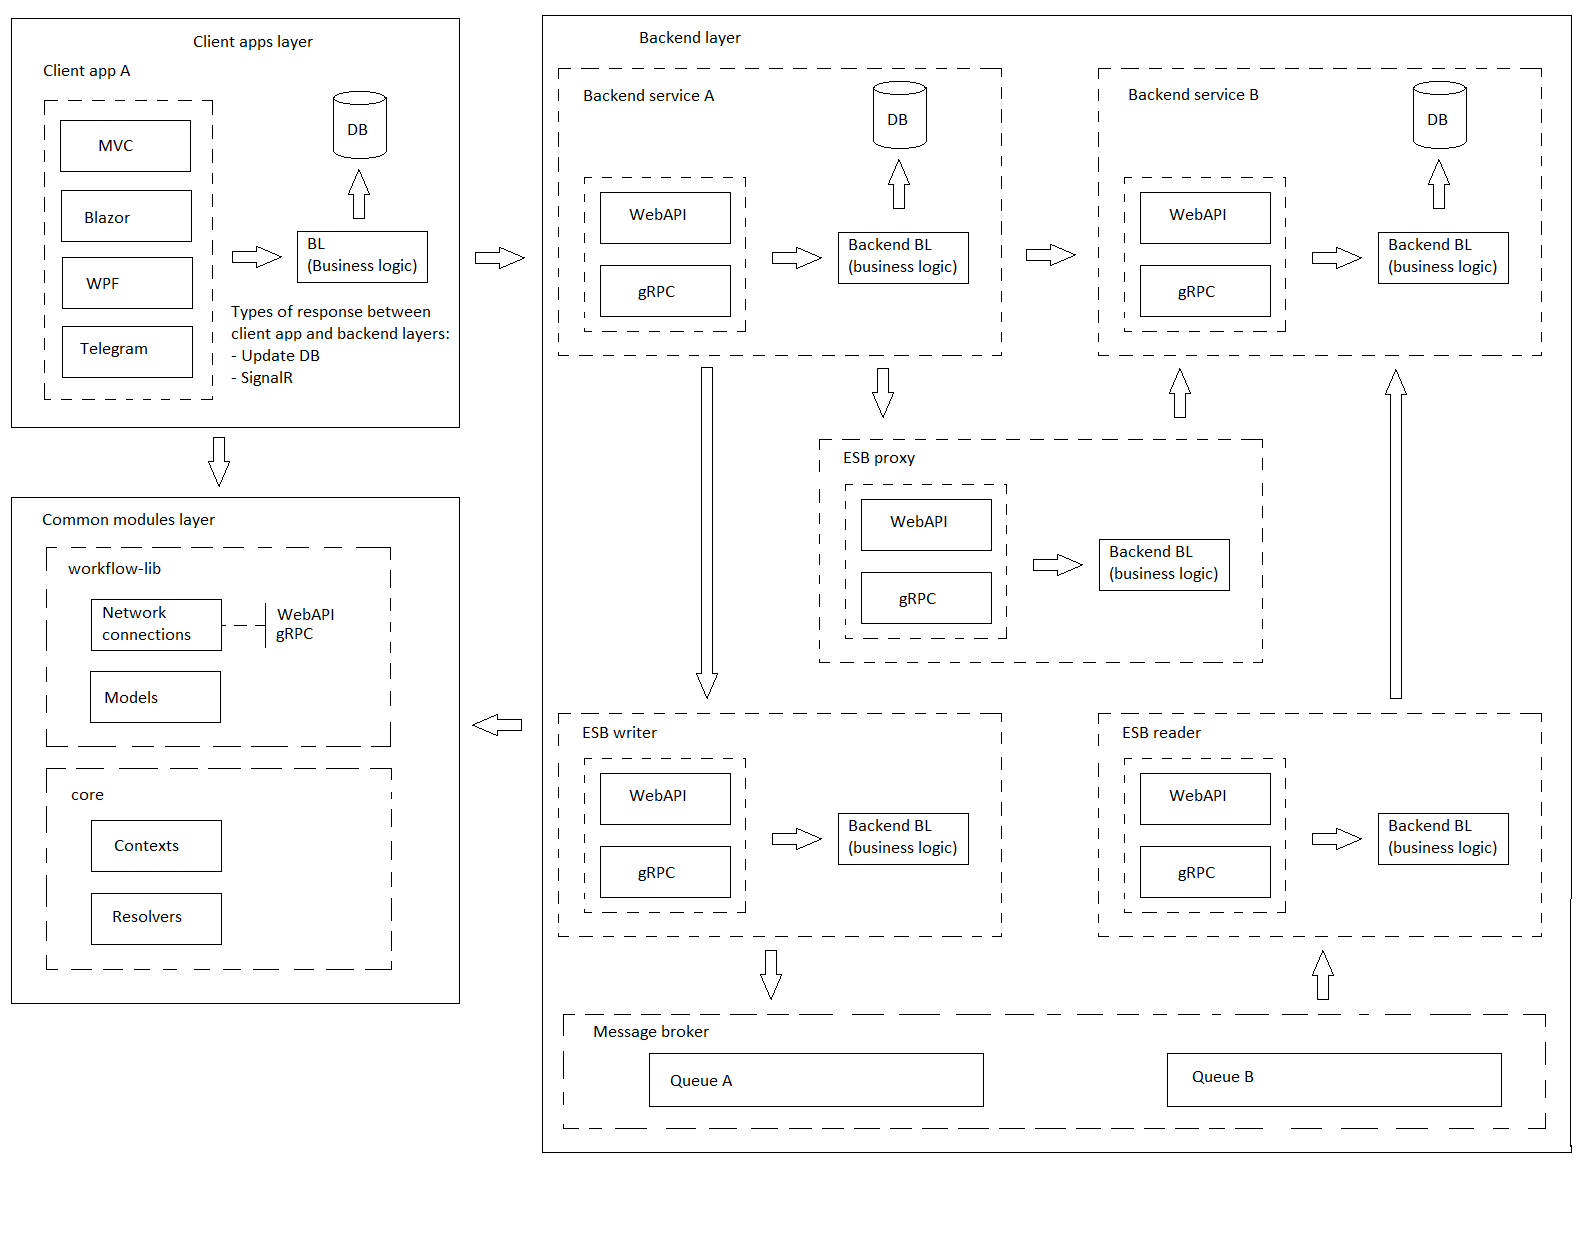 Client apps layer
Client app A
MVC
Blazor
WPF
Telegram
DB
BL
(Business logic)
Types of response between
client app and backend layers:
- Update DB
- SignalR
Common modules layer
workflow-lib
Network
connections
WebAPI
gRPC
Models
core
Contexts
Resolvers
Backend layer
Backend service A
WebAPI
gRPC
DB
Backend BL
(business logic)
Backend service B
WebAPI
gRPC
DB
Backend BL
(business logic)
ESB proxy
WebAPI
gRPC
Backend BL
(business logic)
ESB writer
WebAPI
gRPC
Backend BL
(business logic)
ESB reader
WebAPI
gRPC
Backend BL
(business logic)
Message broker
Queue A
Queue B